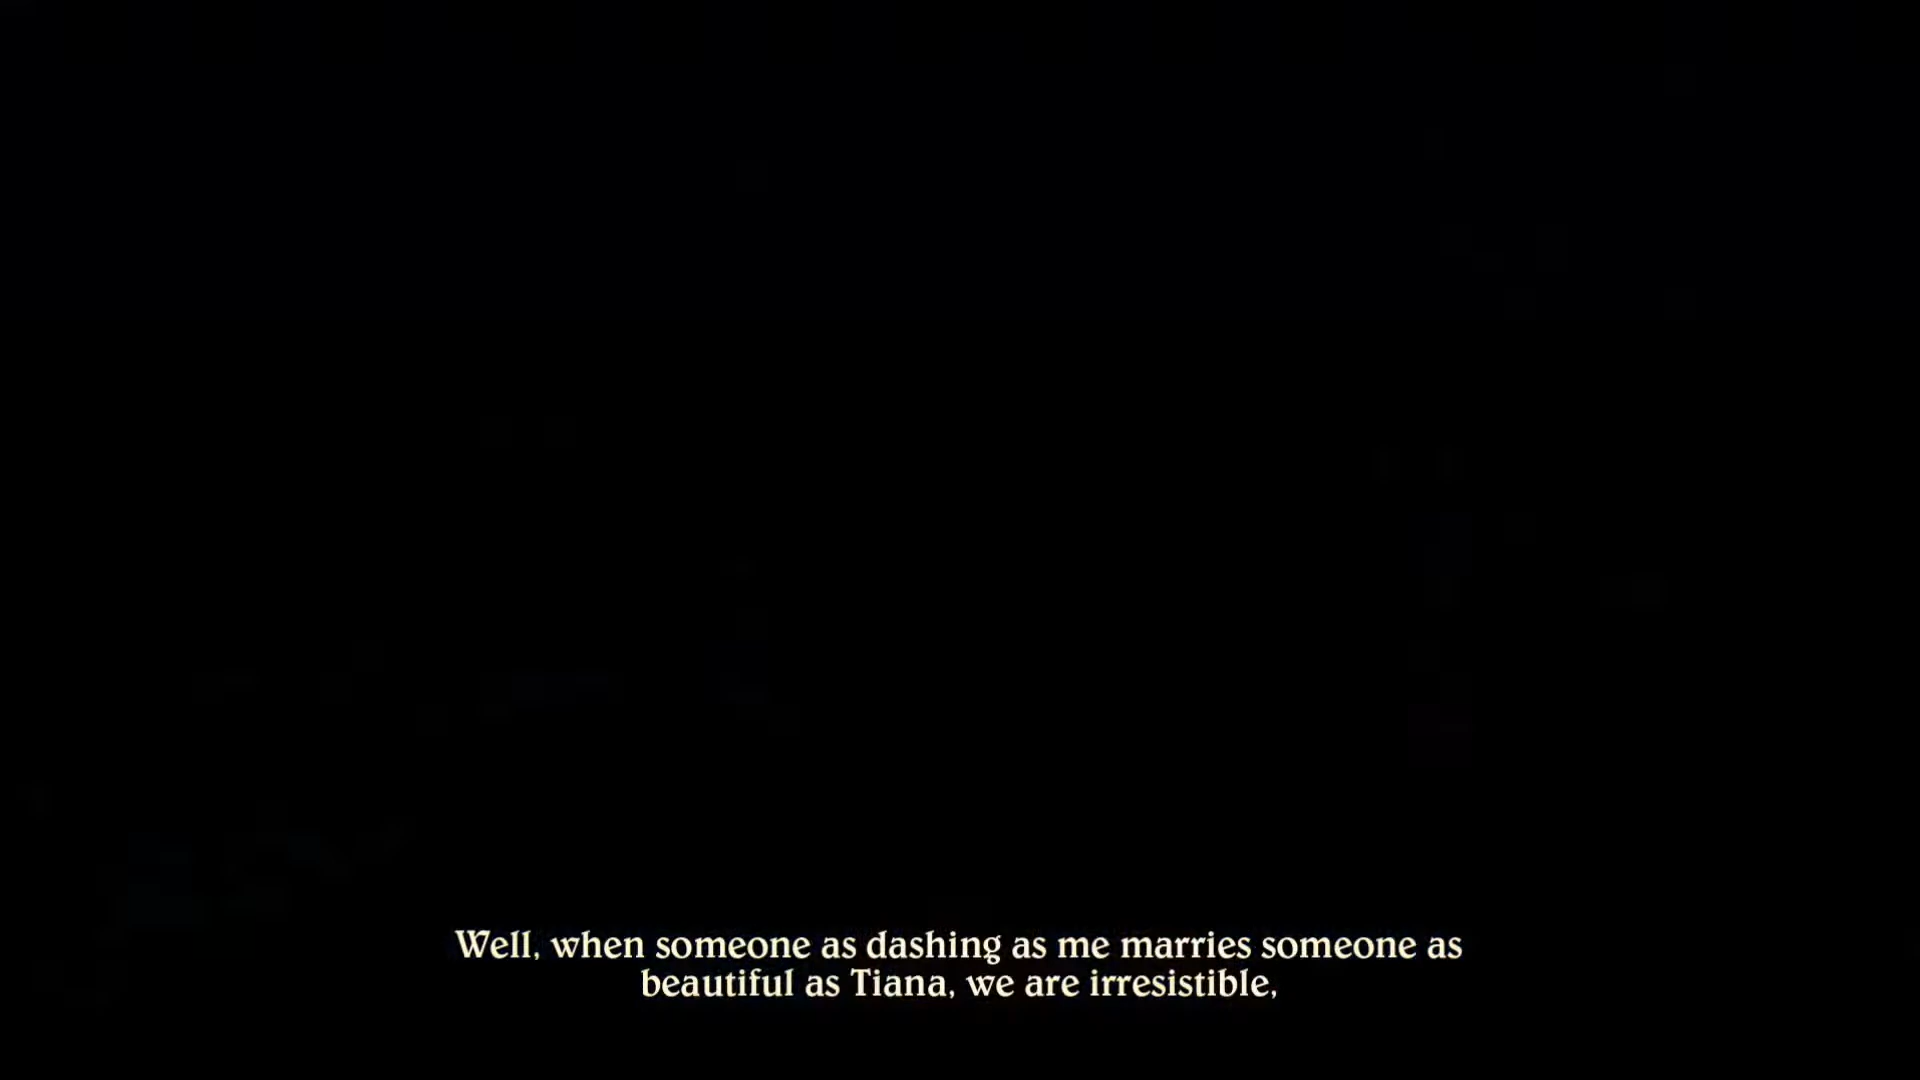 Well, when someone as dashing as me marries someone as
beautiful as Tiana, we are irresistible,